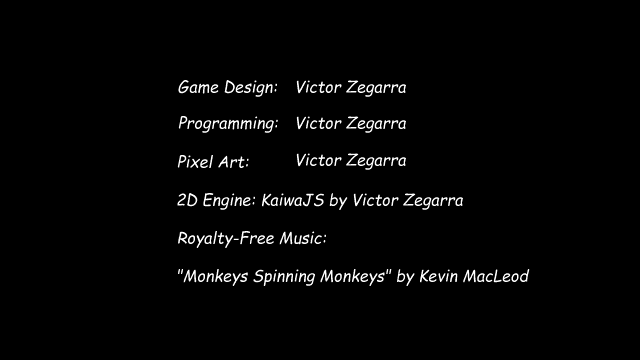 Game Design: Victor Zegarra
Programming: Victor Zegarra
Pixel Art: Victor Zegarra
2D Engine: KaiwaJS by Victor Zegarra
Royalty-Free Music:
"Monkeys Spinning Monkeys" by Kevin MacLeod